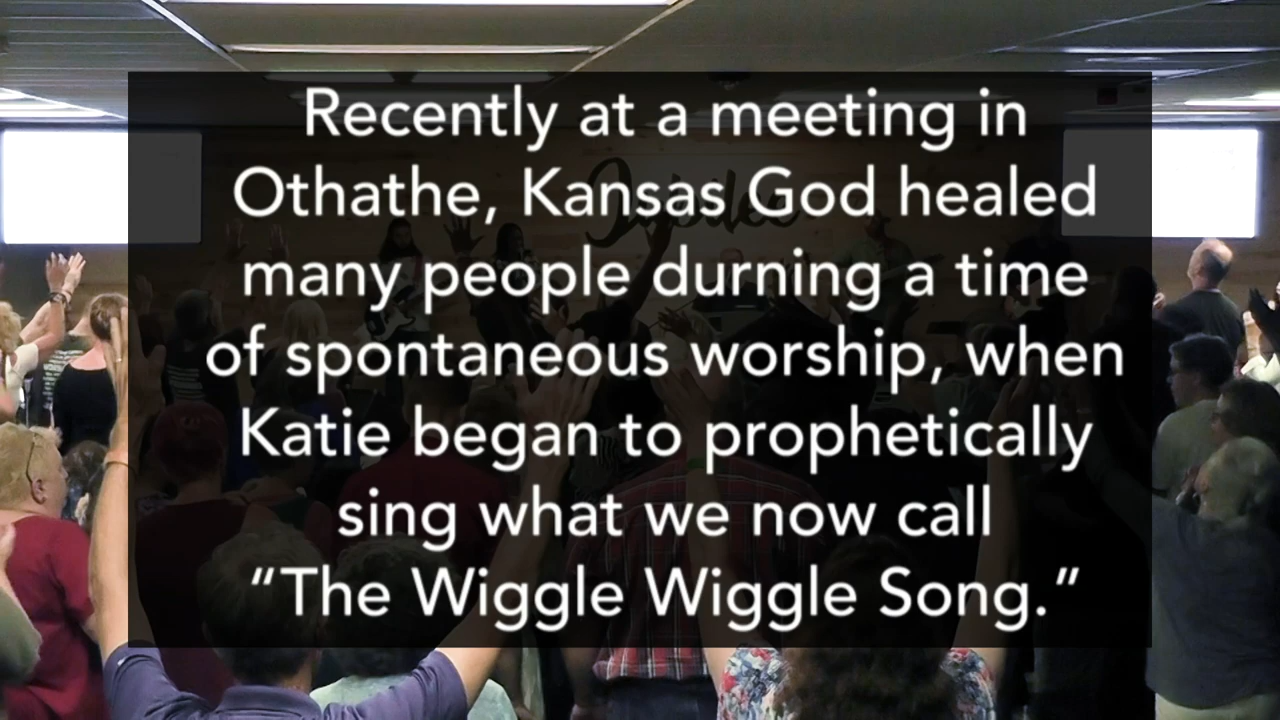 Recently at a meeting in
Othathe, Kansas God healed
many people durning a time
of spontaneous worship, when
Katie began to prophetically
sing what we now call
“The Wiggle Wiggle Song.”